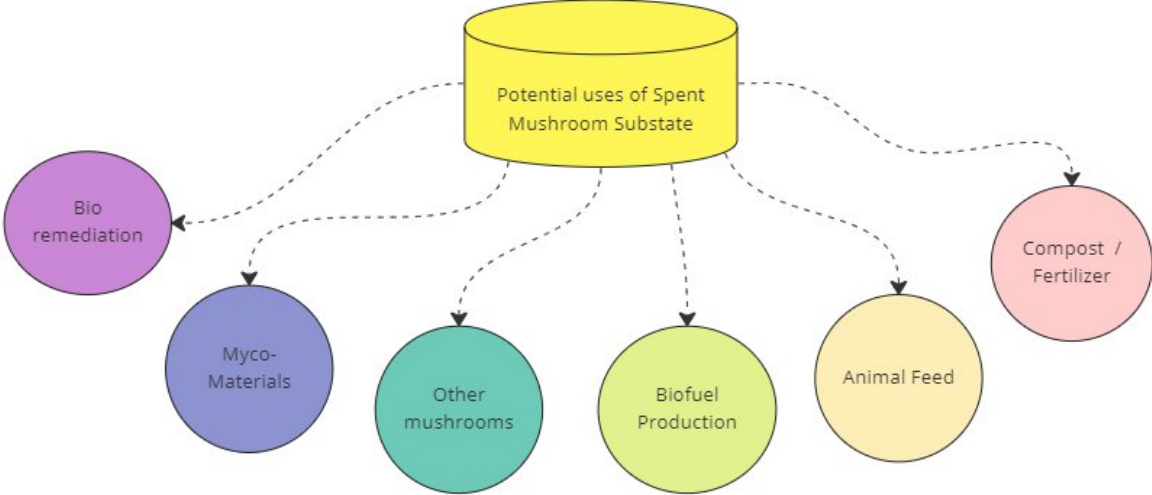 Potential uses of Spent
Mushroom Substate
Bio
remediation
Myco-
Materials
Other
mushrooms
Biofuel
Production
Animal Feed
Compost / 
Fertilizer